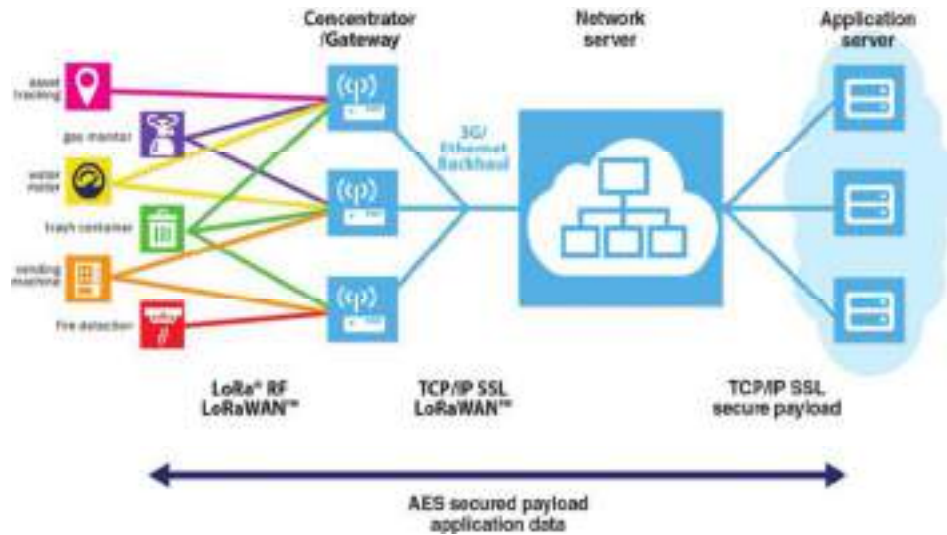 Concentrator
/Gateway
Network
server
Application
server
asset
tracking
gas monitor
water
meter
trash container
vending
machine
fire detection
3G/
Ethernet
Backhaul
LoRa® RF
LoRaWAN™
TCP/IP SSL
LoRaWAN™
TCP/IP SSL
secure payload
AES secured payload
application data